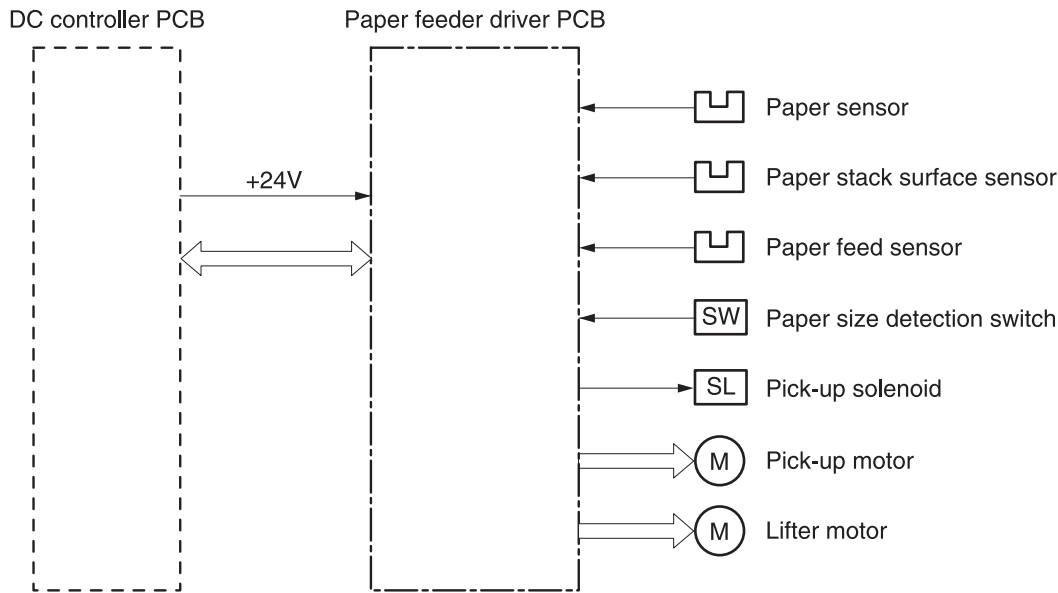 DC controller PCB
Paper feeder driver PCB
Paper sensor
+24V
Paper stack surface sensor
Paper feed sensor
SW Paper size detection switch
SL Pick-up solenoid
M Pick-up motor
M Lifter motor